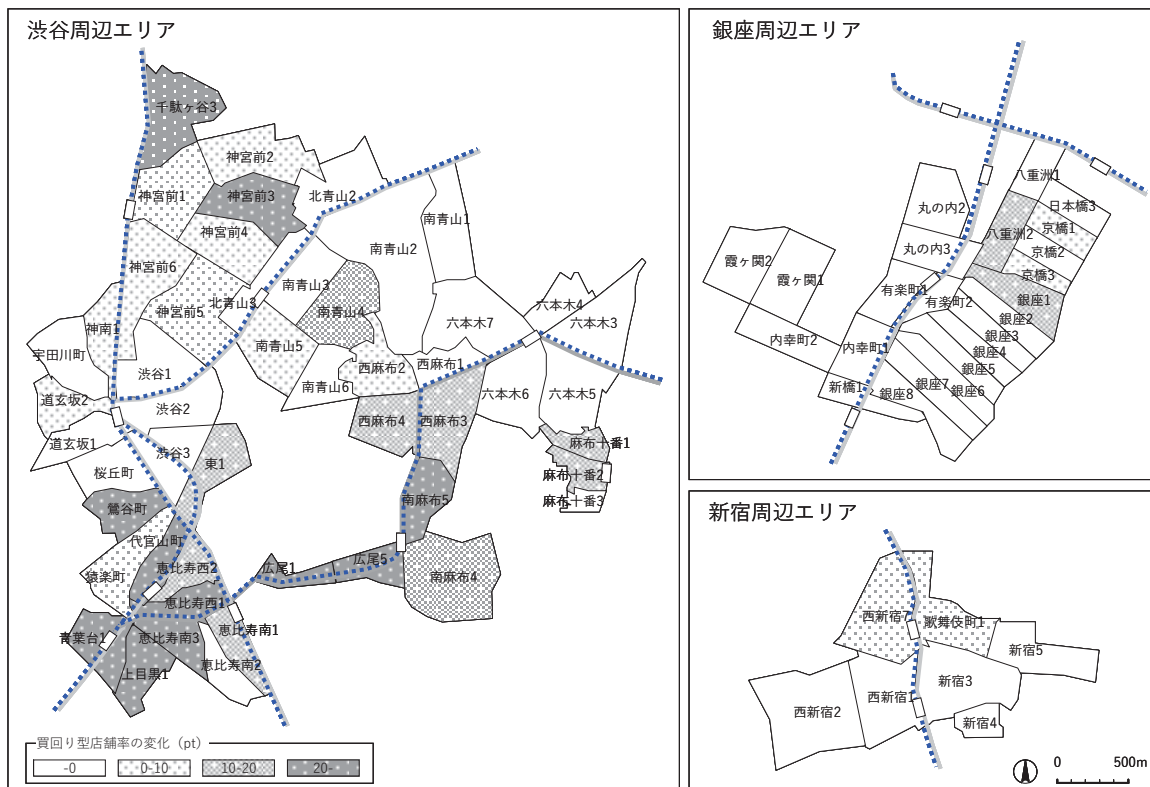 渋谷周辺エリア
千駄ヶ谷3
神宮前2
神宮前1
神宮前3
北青山2
神宮前4
南青山1
南青山2
神宮前6
南青山3
北青山3
神宮前5
南青山4
六本木4
六本木3
六本木7
神南1
宇田川町
南青山5
西麻布2
西麻布1
渋谷1
南青山6
六本木6
六本木5
道玄坂2
渋谷2
西麻布4
西麻布3
道玄坂1
渋谷3
東1
麻布十番1
桜丘町
麻布十番2
南麻布5
麻布十番3
鶯谷町
代官山町
恵比寿西2
広尾1
広尾5
南麻布4
猿楽町
恵比寿西1
恵比寿南1
青葉台1
恵比寿南3
恵比寿南2
上目黒1
買回り型店舗率の変化（pt）
-0
0-10
10-20
20-
銀座周辺エリア
八重洲1
丸の内2
日本橋3
八重洲2
京橋1
丸の内3
京橋2
霞ヶ関2
京橋3
霞ヶ関1
有楽町1
有楽町2
銀座1
銀座2
銀座3
内幸町2
内幸町1
銀座4
銀座5
新橋1
銀座8
銀座7
銀座6
新宿周辺エリア
西新宿7
歌舞伎町1
新宿5
新宿3
西新宿1
西新宿2
新宿4
0
500m